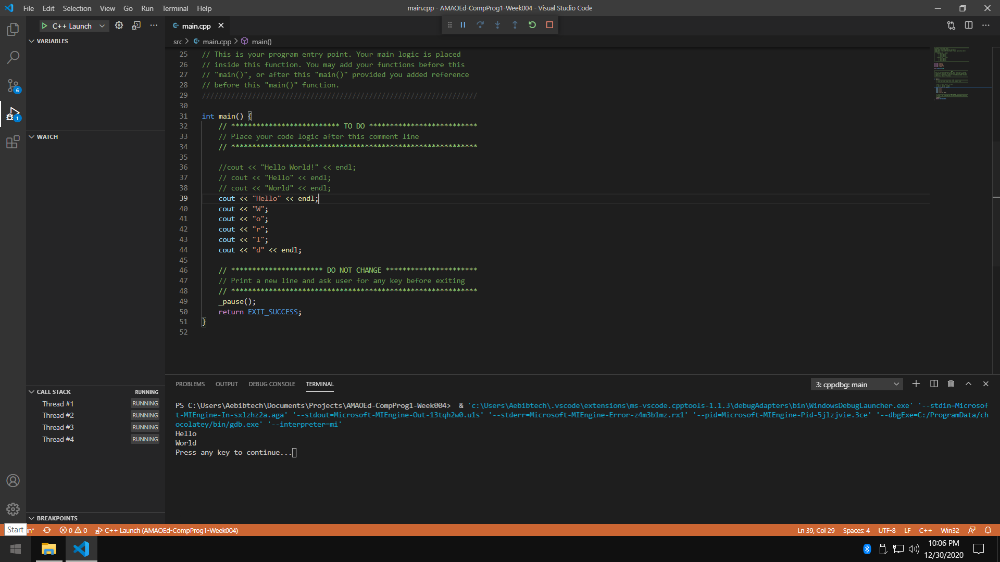 File Edit Selection View Go Run Terminal Help
main.cpp - AMAOEd-CompProg1-Week004 - Visual Studio Code
C++ Launch
main.cpp
VARIABLES
src > main.cpp > main()
25 // This is your program entry point. Your main logic is placed
26 // inside this function. You may add your functions before this
27 // "main()", or after this "main()" provided you added reference
28 // before this "main()" function.
29 //////////////////////////////////////////////////////////////////
30
31 int main() {
32 // ************************** TO DO **************************
33 // Place your code logic after this comment line
34 // ***********************************************************
35
36 //cout << "Hello World!" << endl;
37 // cout << "Hello" << endl;
38 // cout << "World" << endl;
39 cout << "Hello" << endl;
40 cout << "W";
41 cout << "o";
42 cout << "r";
43 cout << "l";
44 cout << "d" << endl;
45
46 // ********************** DO NOT CHANGE **********************
47 // Print a new line and ask user for any key before exiting
48 // ***********************************************************
49 _pause();
50 return EXIT_SUCCESS;
51 }
52
6
1
WATCH
CALL STACK RUNNING
Thread #1 RUNNING
Thread #2 RUNNING
Thread #3 RUNNING
Thread #4 RUNNING
BREAKPOINTS
PROBLEMS OUTPUT DEBUG CONSOLE TERMINAL
3: cppdbg: main
PS C:\Users\Aebibtech\Documents\Projects\AMAOEd-CompProg1-Week004> & 'c:\Users\Aebibtech\.vscode\extensions\ms-vscode.cpptools-1.1.3\debugAdapters\bin\WindowsDebugLauncher.exe' '--stdin=Microsof
t-MIEngine-In-sxlzhz2a.aga' '--stdout=Microsoft-MIEngine-Out-13tqh2w0.u1s' '--stderr=Microsoft-MIEngine-Error-z4m3b1mz.rx1' '--pid=Microsoft-MIEngine-Pid-5jlzjvie.3ce' '--dbgExe=C:/ProgramData/ch
ocolatey/bin/gdb.exe' '--interpreter=mi'
Hello
World
Press any key to continue...
Start in* 0 0 C++ Launch (AMAOEd-CompProg1-Week004)
Ln 39, Col 29 Spaces: 4 UTF-8 LF C++ Win32
10:06 PM
12/30/2020